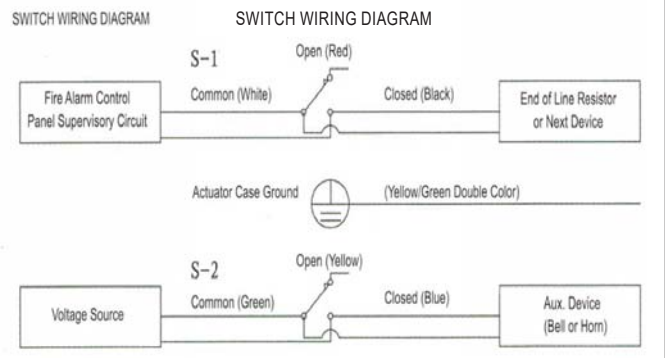 SWITCH WIRING DIAGRAM
SWITCH WIRING DIAGRAM
S-1
Open (Red)
Common (White)
Closed (Black)
Fire Alarm Control
Panel Supervisory Circuit
End of Line Resistor
or Next Device
Actuator Case Ground
(Yellow/Green Double Color)
S-2
Open (Yellow)
Common (Green)
Closed (Blue)
Voltage Source
Aux. Device
(Bell or Horn)